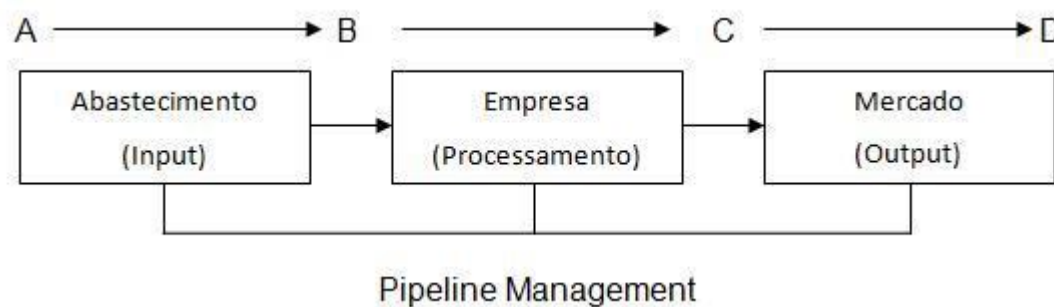 A B C D
Abastecimento
(Input)
Empresa
(Processamento)
Mercado
(Output)
Pipeline Management